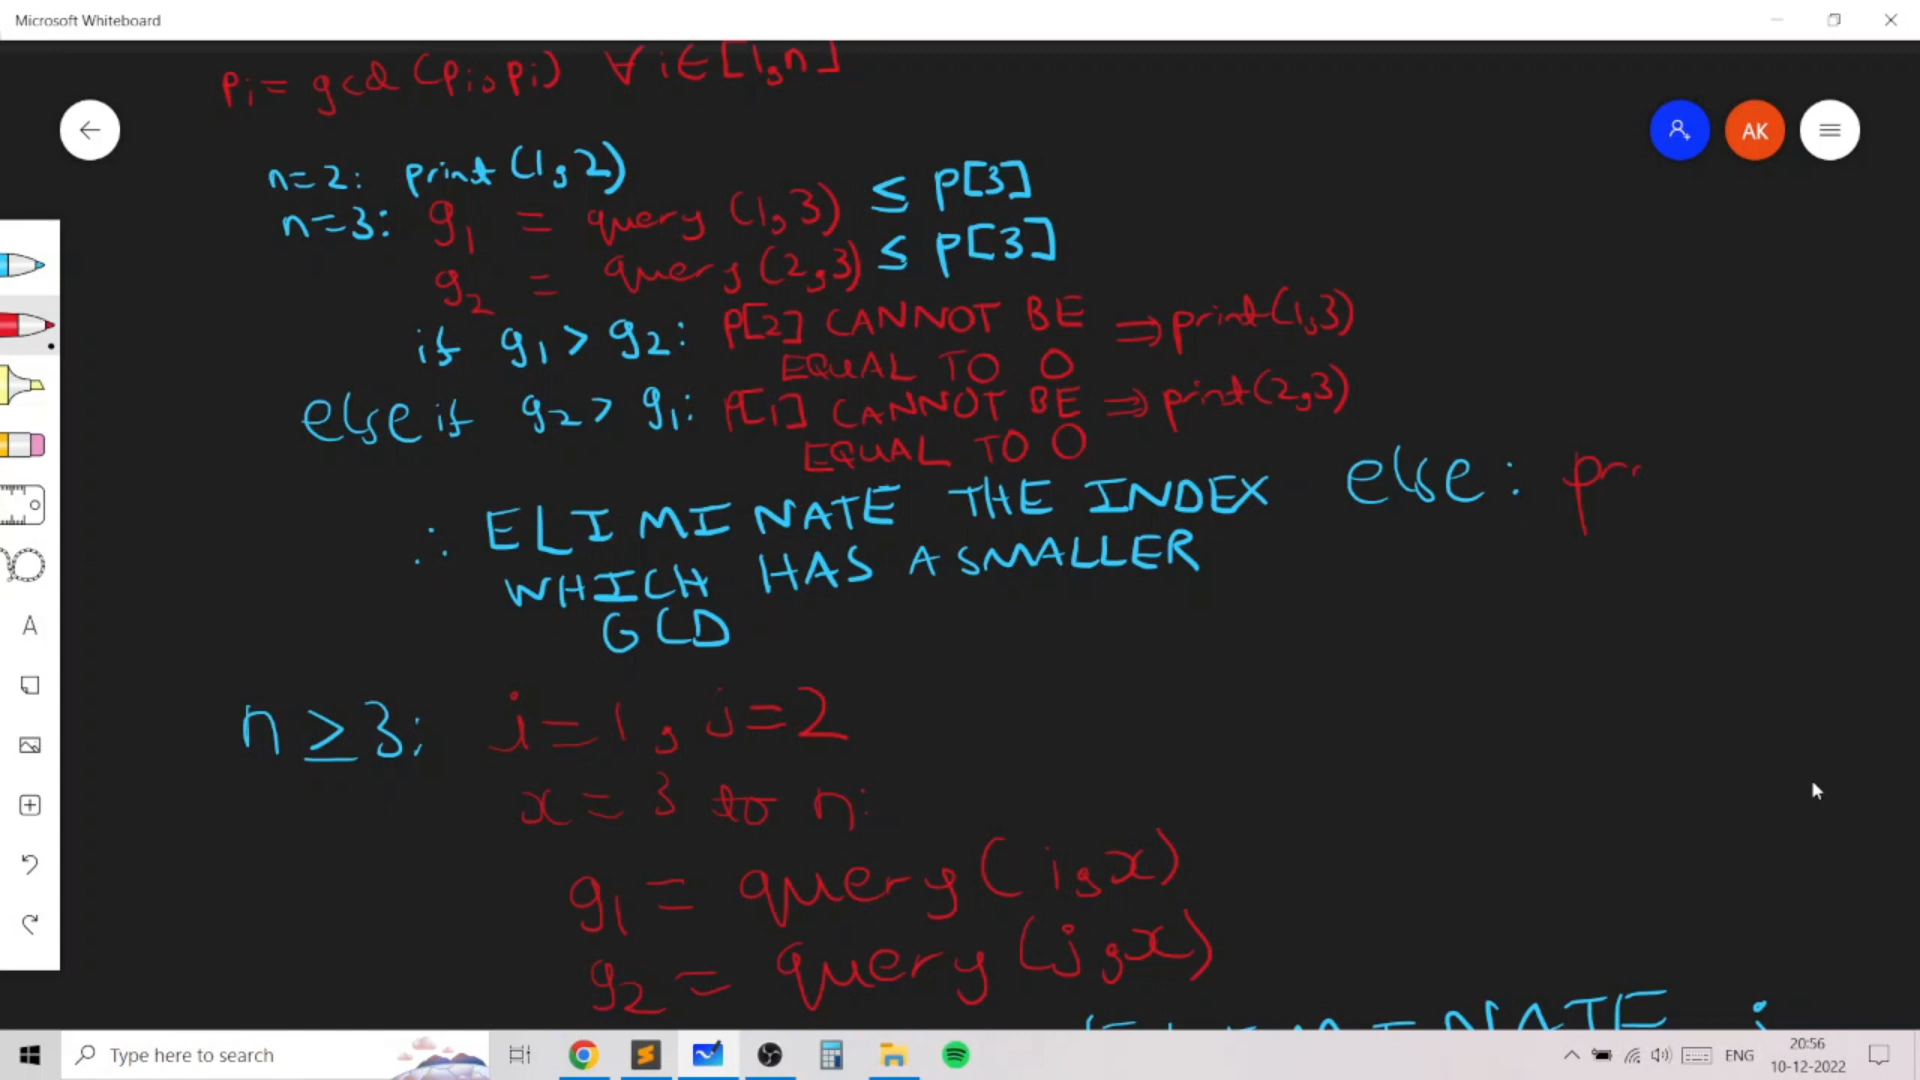 Microsoft Whiteboard
pi = gcd (pi, pi) ∀ i ∈ [1, n]
AK
n=2: print (1, 2)
n=3: g1 = query (1, 3) ≤ p[3]
g2 = query (2, 3) ≤ p[3]
if g1 > g2: p[2] CANNOT BE EQUAL TO 0 ⇒ print(1, 3)
else if g2 > g1: p[1] CANNOT BE EQUAL TO 0 ⇒ print(2, 3)
else: pr
∴ ELIMINATE THE INDEX
WHICH HAS A SMALLER
GCD
n ≥ 3: i=1, j=2
x = 3 to n:
g1 = query (i, x)
g2 = query (j, x)
ELIMINATE i
A
Type here to search
ENG
20:56
10-12-2022